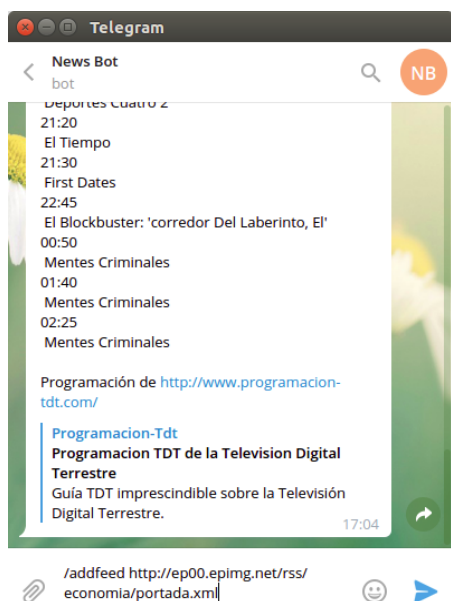 Telegram
News Bot
bot
NB
Deportes Cuatro 2
21:20
El Tiempo
21:30
First Dates
22:45
El Blockbuster: 'corredor Del Laberinto, El'
00:50
Mentes Criminales
01:40
Mentes Criminales
02:25
Mentes Criminales
Programación de http://www.programacion-
tdt.com/
Programacion-Tdt
Programacion TDT de la Television Digital
Terrestre
Guía TDT imprescindible sobre la Televisión
Digital Terrestre.
17:04
/addfeed http://ep00.epimg.net/rss/
economia/portada.xml